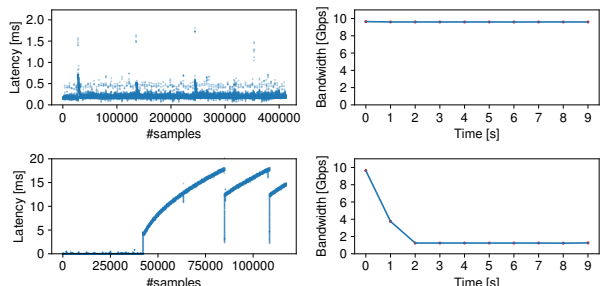 Latency [ms]
2.0
1.5
1.0
0.5
0.0
0 100000 200000 300000 400000
#samples
Bandwidth [Gbps]
10
8
6
4
2
0
0 1 2 3 4 5 6 7 8 9
Time [s]
Latency [ms]
20
15
10
5
0
0 25000 50000 75000 100000
#samples
Bandwidth [Gbps]
10
8
6
4
2
0
0 1 2 3 4 5 6 7 8 9
Time [s]